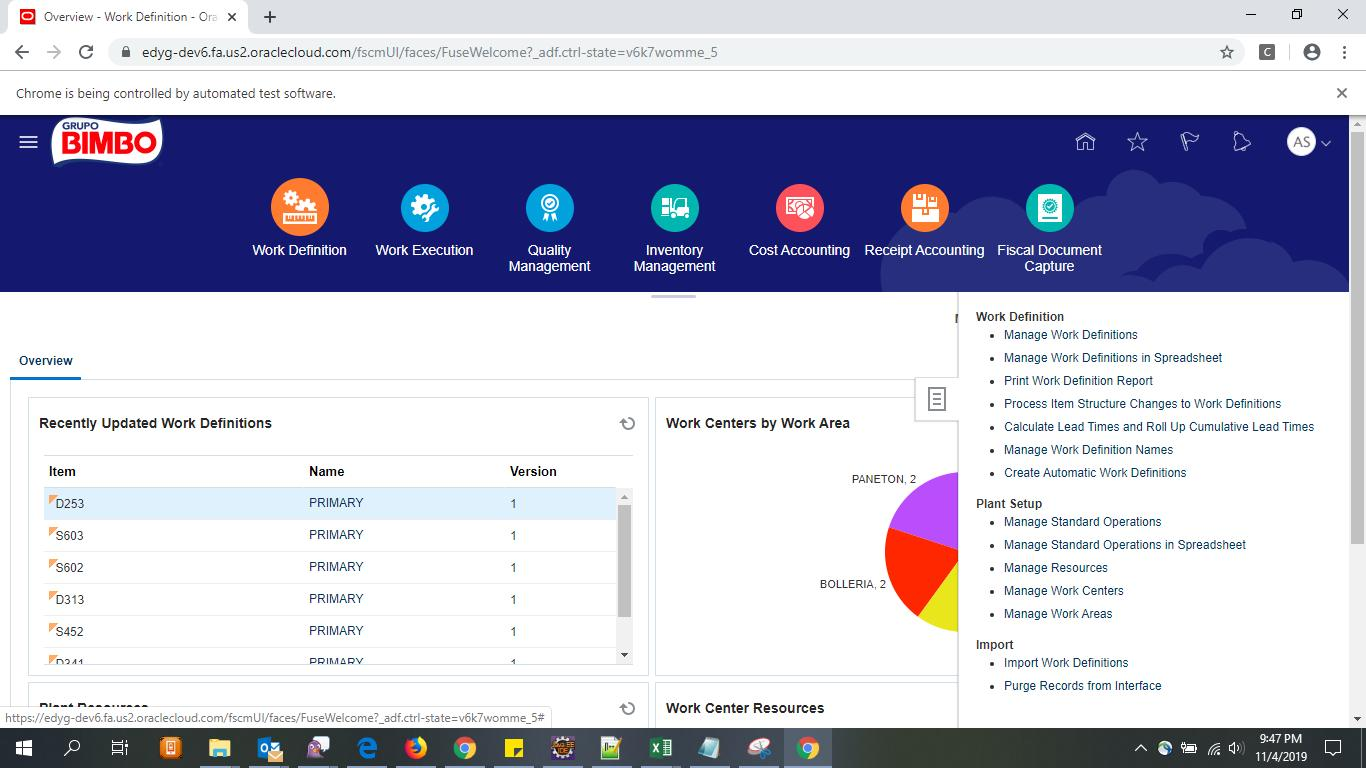 Overview - Work Definition - Ora
edyg-dev6.fa.us2.oraclecloud.com/fscmUI/faces/FuseWelcome?_adf.ctrl-state=v6k7womme_5
C
Chrome is being controlled by automated test software.
GRUPO
BIMBO
AS
Work Definition
Work Execution
Quality
Management
Inventory
Management
Cost Accounting
Receipt Accounting
Fiscal Document
Capture
Overview
Recently Updated Work Definitions
Item Name Version
D253 PRIMARY 1
S603 PRIMARY 1
S602 PRIMARY 1
D313 PRIMARY 1
S452 PRIMARY 1
D341 PRIMARY 1
Work Centers by Work Area
PANETON, 2
BOLLERIA, 2
Work Definition
Manage Work Definitions
Manage Work Definitions in Spreadsheet
Print Work Definition Report
Process Item Structure Changes to Work Definitions
Calculate Lead Times and Roll Up Cumulative Lead Times
Manage Work Definition Names
Create Automatic Work Definitions
Plant Setup
Manage Standard Operations
Manage Standard Operations in Spreadsheet
Manage Resources
Manage Work Centers
Manage Work Areas
Import
Import Work Definitions
Purge Records from Interface
Plant Resources
Work Center Resources
https://edyg-dev6.fa.us2.oraclecloud.com/fscmUI/faces/FuseWelcome?_adf.ctrl-state=v6k7womme_5#
9:47 PM
11/4/2019